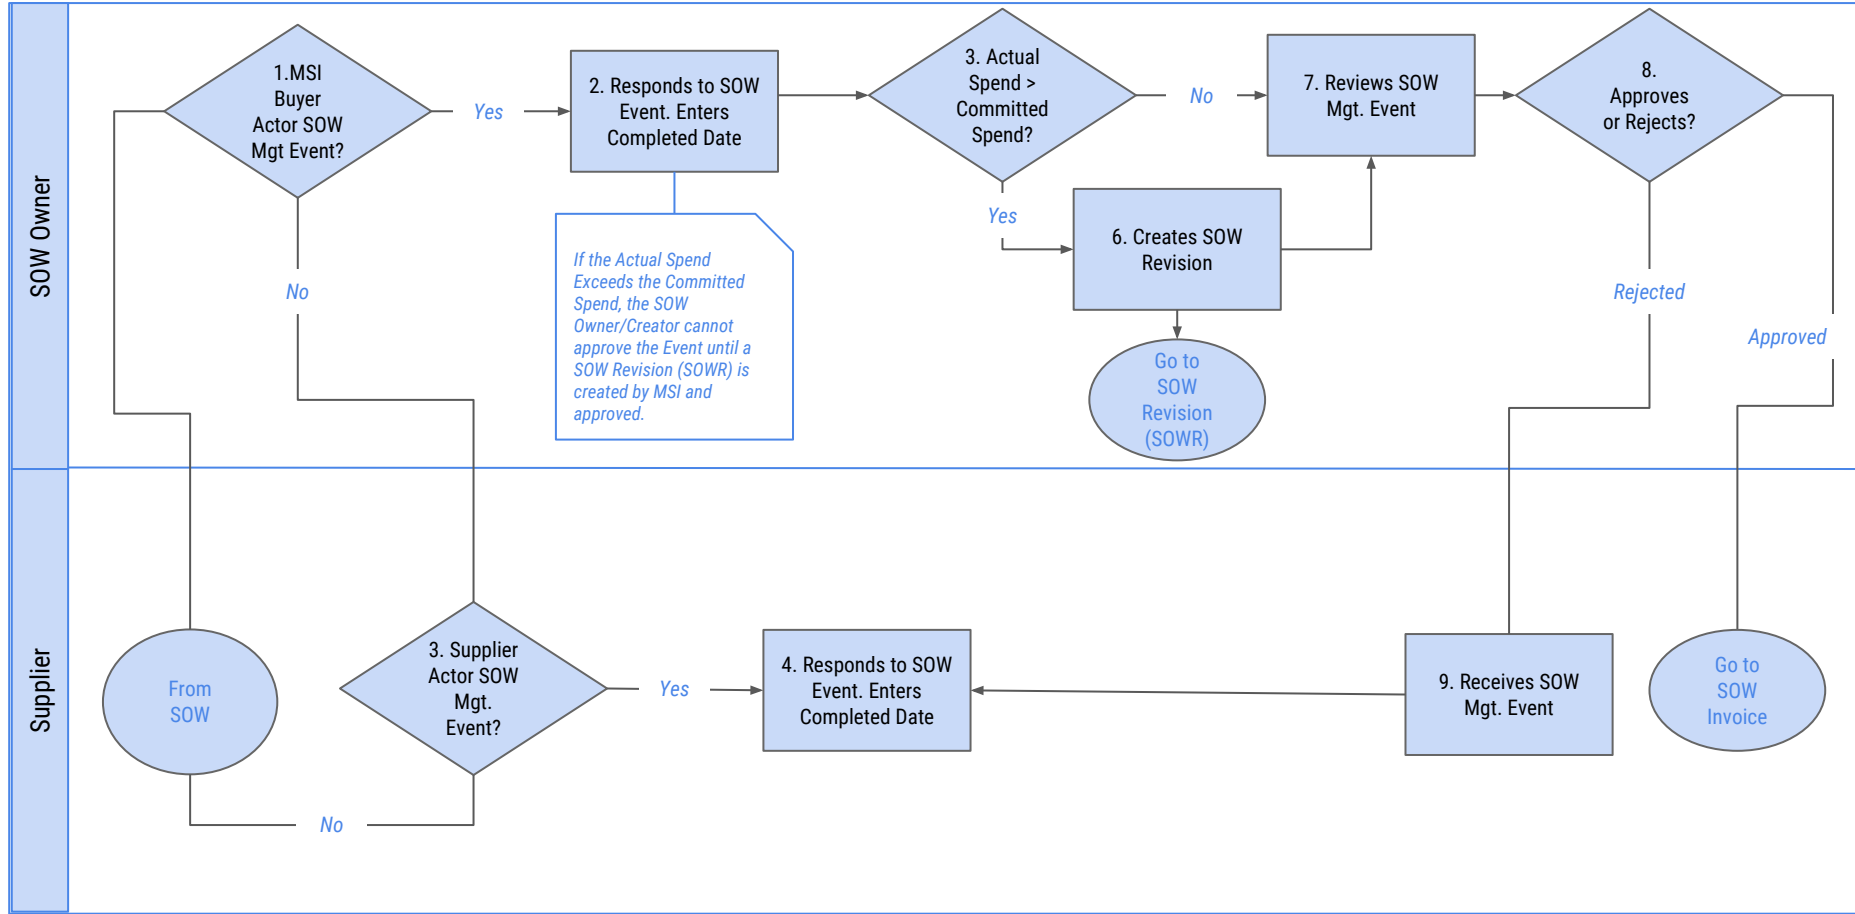 SOW Owner
1.MSI
Buyer
Actor SOW
Mgt Event?
Yes
No
2. Responds to SOW
Event. Enters
Completed Date
If the Actual Spend
Exceeds the Committed
Spend, the SOW
Owner/Creator cannot
approve the Event until a
SOW Revision (SOWR) is
created by MSI and
approved.
3. Actual
Spend >
Committed
Spend?
No
Yes
6. Creates SOW
Revision
Go to
SOW
Revision
(SOWR)
7. Reviews SOW
Mgt. Event
8.
Approves
or Rejects?
Rejected
Approved
Supplier
From
SOW
No
3. Supplier
Actor SOW
Mgt.
Event?
Yes
4. Responds to SOW
Event. Enters
Completed Date
9. Receives SOW
Mgt. Event
Go to
SOW
Invoice